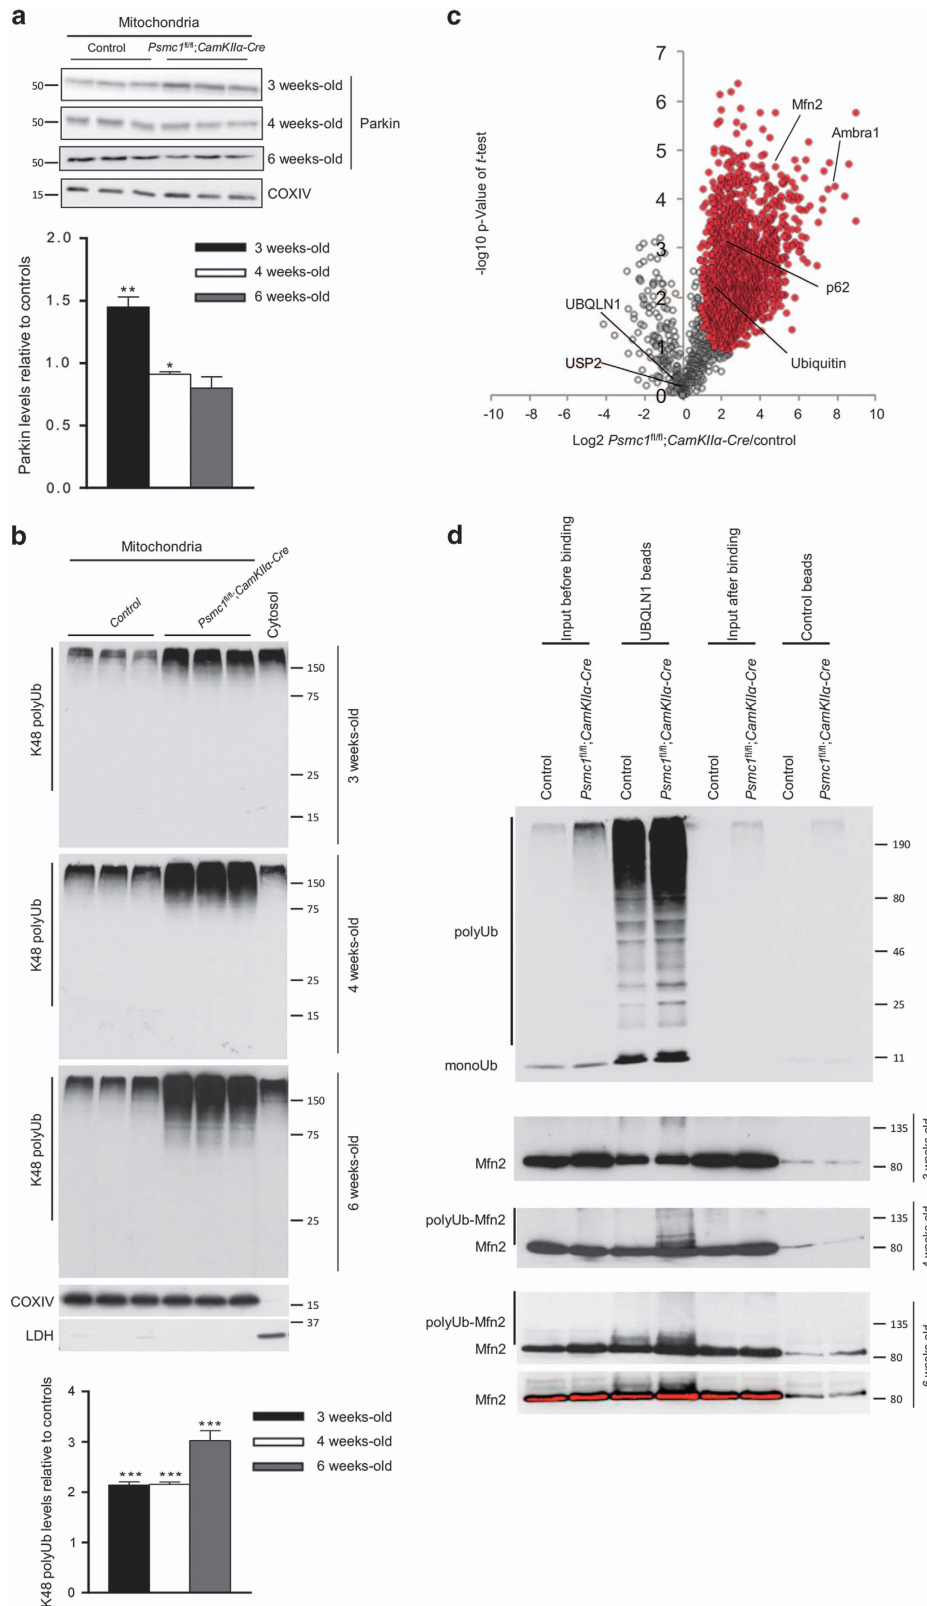 a
Mitochondria
Control
Psmc1fl/fl;CamKIIα-Cre
50
3 weeks-old
50
4 weeks-old
Parkin
50
6 weeks-old
15
COXIV
2.0
1.5
1.0
0.5
0.0
Parkin levels relative to controls
**
*
3 weeks-old
4 weeks-old
6 weeks-old
b
Mitochondria
Control
Psmc1fl/fl;CamKIIα-Cre
Cytosol
K48 polyUb
150
75
25
15
3 weeks-old
K48 polyUb
150
75
25
15
4 weeks-old
K48 polyUb
150
75
25
6 weeks-old
COXIV
15
37
LDH
4
3
2
1
0
K48 polyUb levels relative to controls
***
***
***
3 weeks-old
4 weeks-old
6 weeks-old
c
7
6
5
4
3
2
1
0
-log10 p-Value of t-test
Mfn2
Ambra1
p62
UBQLN1
USP2
Ubiquitin
-10 -8 -6 -4 -2 0 2 4 6 8 10
Log2 Psmc1fl/fl;CamKIIα-Cre/control
d
Input before binding
UBQLN1 beads
Input after binding
Control beads
Control
Psmc1fl/fl;CamKIIα-Cre
Control
Psmc1fl/fl;CamKIIα-Cre
Control
Psmc1fl/fl;CamKIIα-Cre
Control
Psmc1fl/fl;CamKIIα-Cre
polyUb
monoUb
190
80
46
25
11
Mfn2
135
80
3 weeks old
polyUb-Mfn2
Mfn2
135
80
4 weeks old
polyUb-Mfn2
Mfn2
135
80
6 weeks old
Mfn2
80